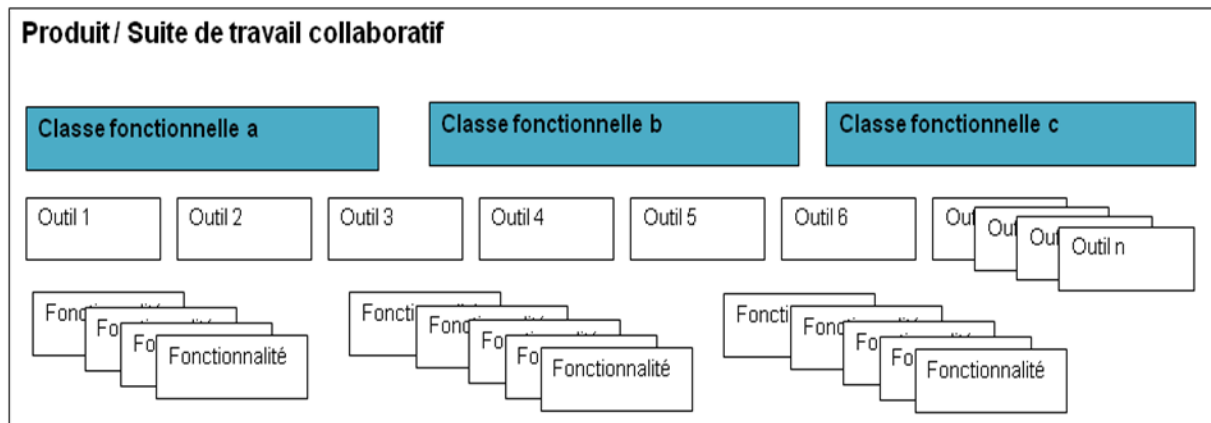 Produit / Suite de travail collaboratif
Classe fonctionnelle a
Classe fonctionnelle b
Classe fonctionnelle c
Outil 1
Outil 2
Outil 3
Outil 4
Outil 5
Outil 6
Outil n
Fonctionnalité
Fonctionnalité
Fonctionnalité